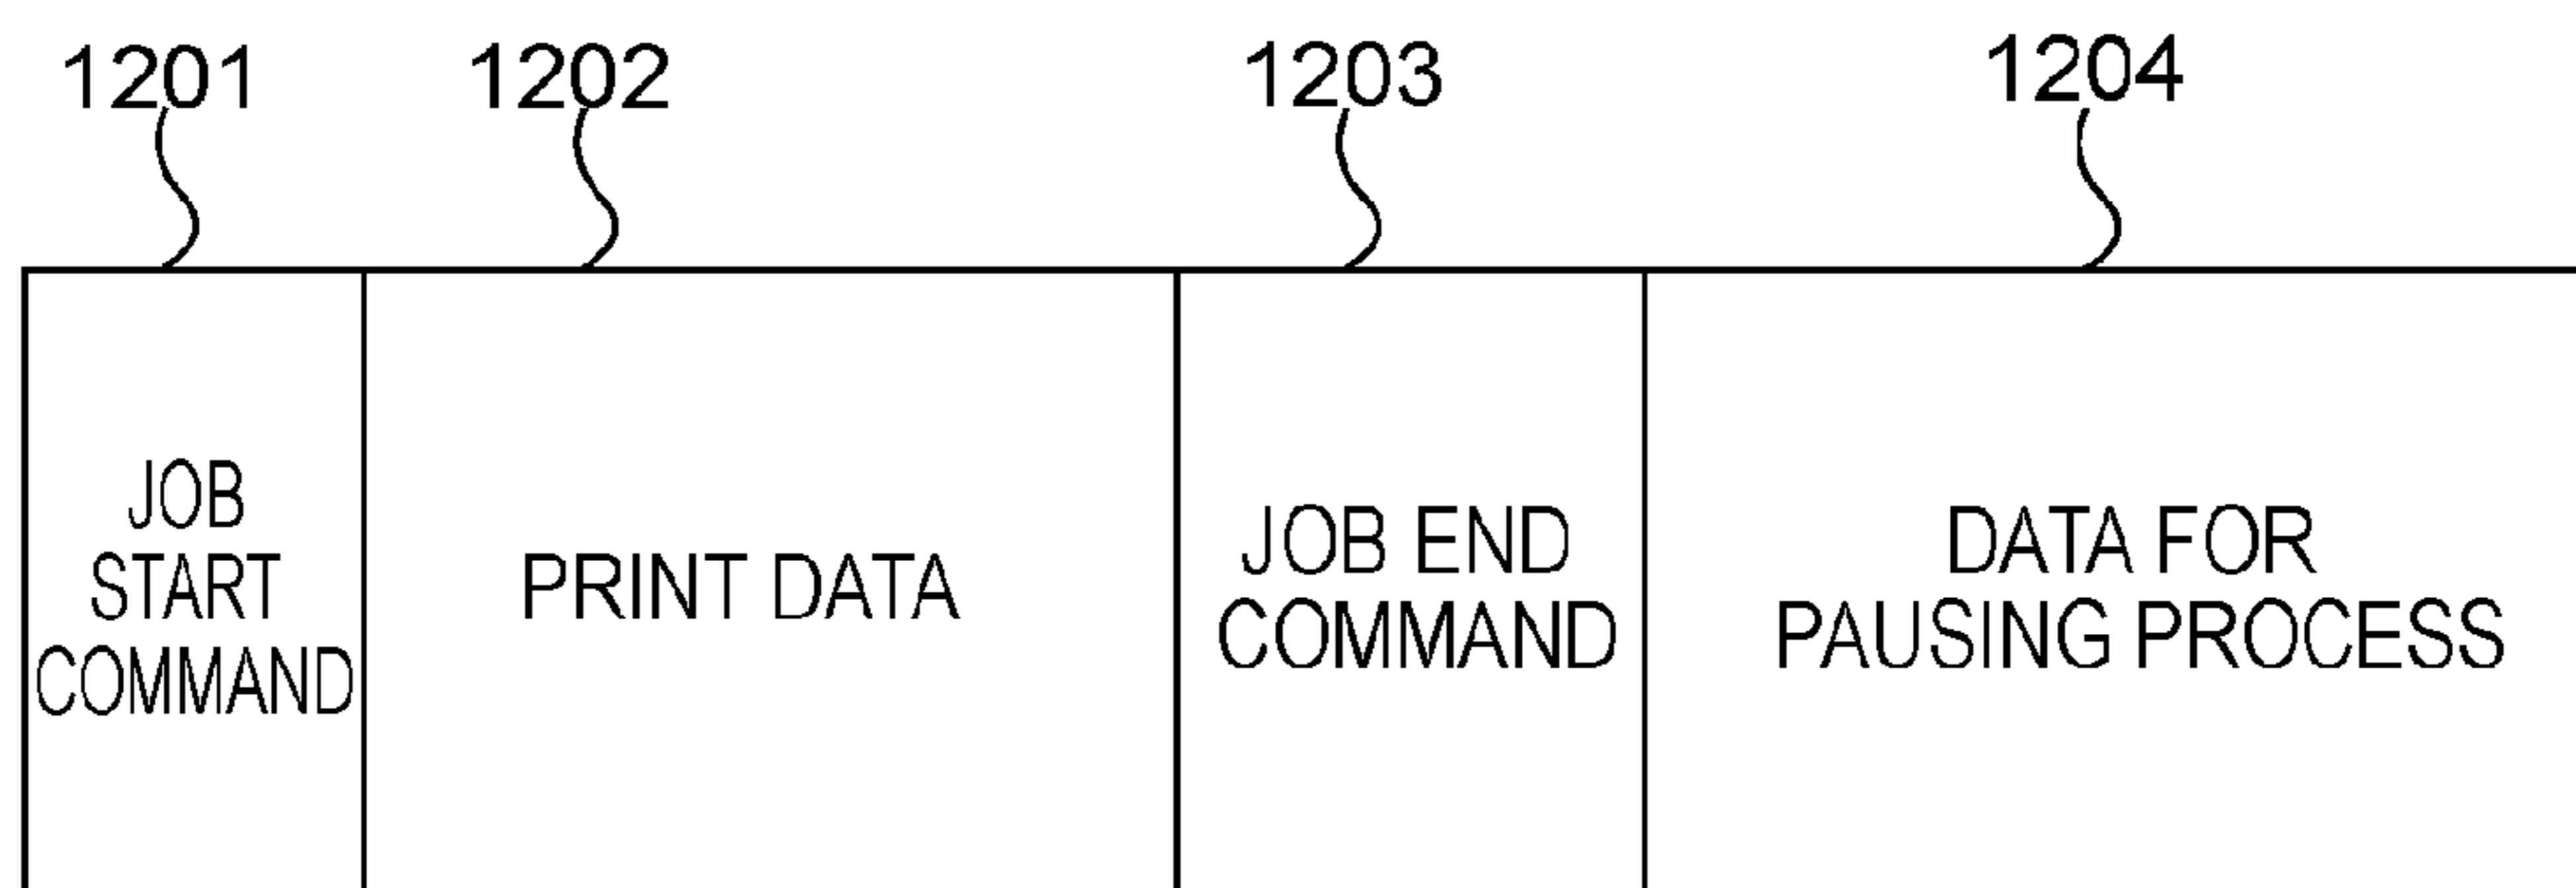 1201 1202 1203 1204
JOB
START
COMMAND
PRINT DATA
JOB END
COMMAND
DATA FOR
PAUSING PROCESS